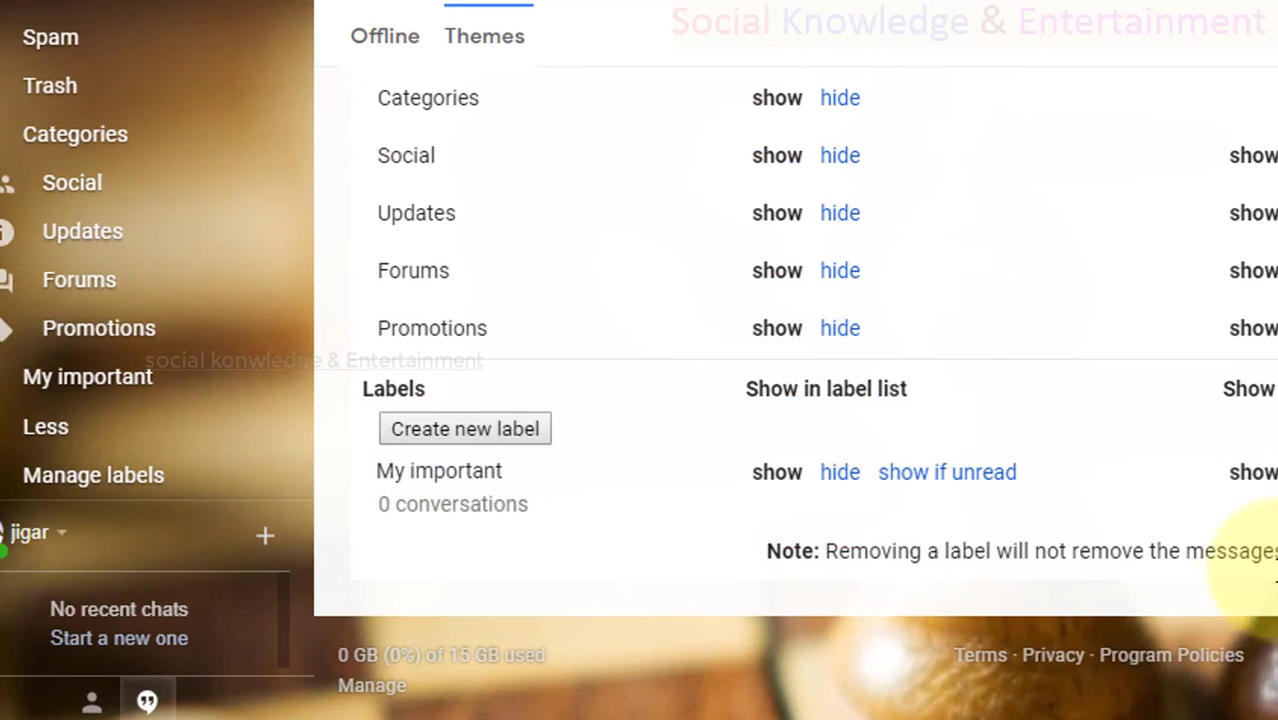 Spam
Trash
Categories
Social
Updates
Forums
Promotions
My important
Less
Manage labels
jigar
+
No recent chats
Start a new one
Social Knowledge & Entertainment
Offline Themes
Categories show hide
Social show hide show
Updates show hide show
Forums show hide show
Promotions show hide show
social konwledge & Entertainment
Labels Show in label list Show
Create new label
My important show hide show if unread show
0 conversations
Note: Removing a label will not remove the messages
0 GB (0%) of 15 GB used
Manage
Terms · Privacy · Program Policies